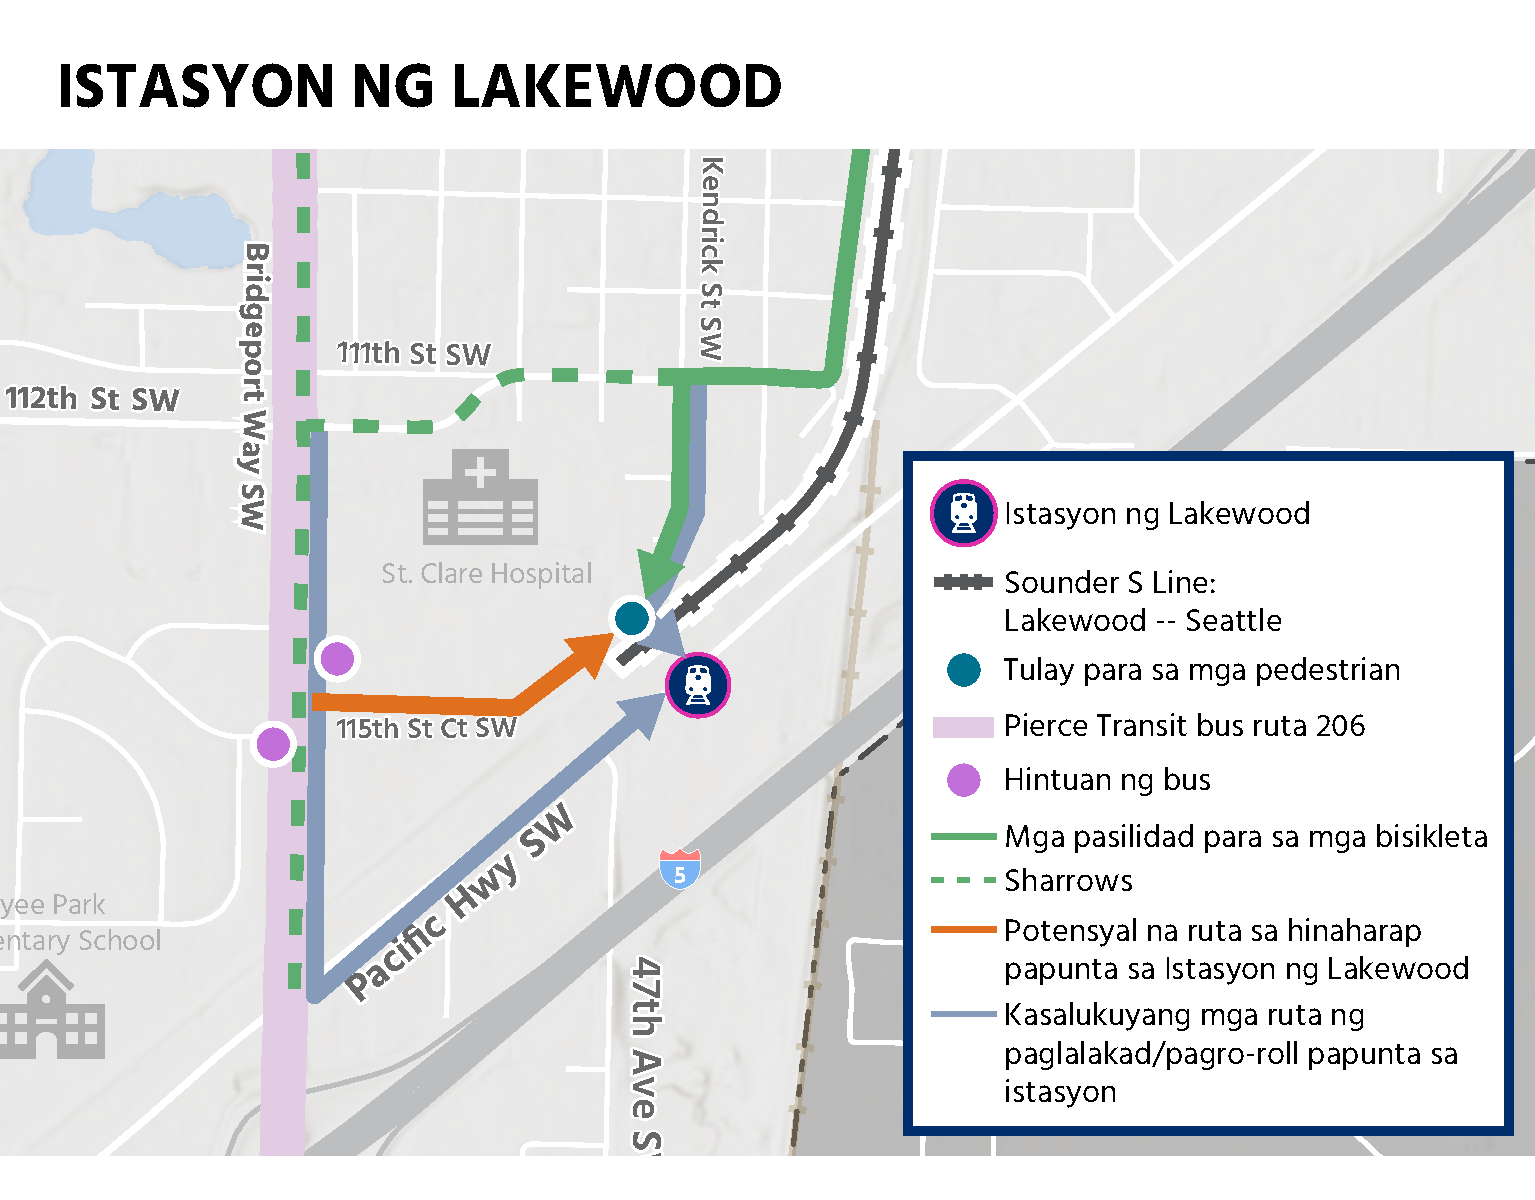 ISTASYON NG LAKEWOOD
Kendrick St SW
Bridgeport Way SW
111th St SW
112th St SW
St. Clare Hospital
115th St Ct SW
Pacific Hwy SW
5
yee Park
entary School
47th Ave S
Istasyon ng Lakewood
Sounder S Line:
Lakewood -- Seattle
Tulay para sa mga pedestrian
Pierce Transit bus ruta 206
Hintuan ng bus
Mga pasilidad para sa mga bisikleta
Sharrows
Potensyal na ruta sa hinaharap
papunta sa Istasyon ng Lakewood
Kasalukuyang mga ruta ng
paglalakad/pagro-roll papunta sa
istasyon